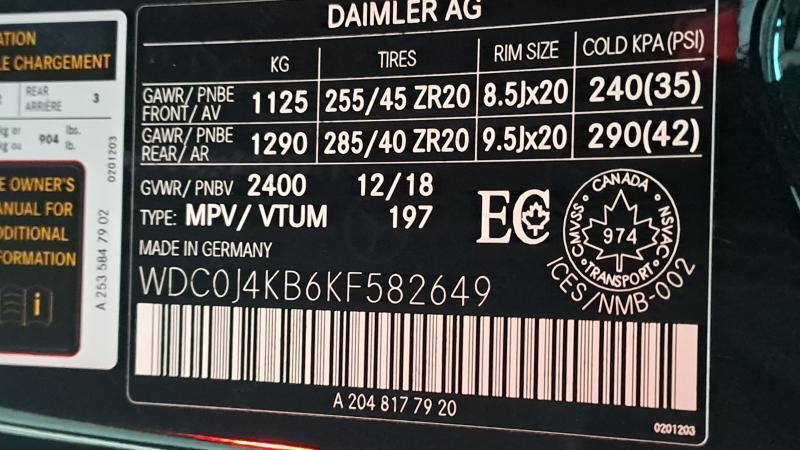 ATION
E CHARGEMENT
REAR
ARRIÈRE 3
kg or
kg ou 904 lbs.
lb.
0201203
E OWNER'S
ANUAL FOR
DDITIONAL
FORMATION
i
A 253 584 79 02
DAIMLER AG
KG TIRES RIM SIZE COLD KPA (PSI)
GAWR/ PNBE
FRONT/ AV 1125 255/45 ZR20 8.5Jx20 240(35)
GAWR/ PNBE
REAR/ AR 1290 285/40 ZR20 9.5Jx20 290(42)
GVWR/ PNBV 2400 12/18
TYPE: MPV/ VTUM 197
MADE IN GERMANY
WDC0J4KB6KF582649
EC
CANADA
CMVSS 974 NSVAC
TRANSPORT
ICES/NMB-002
A 204 817 79 20
0201203